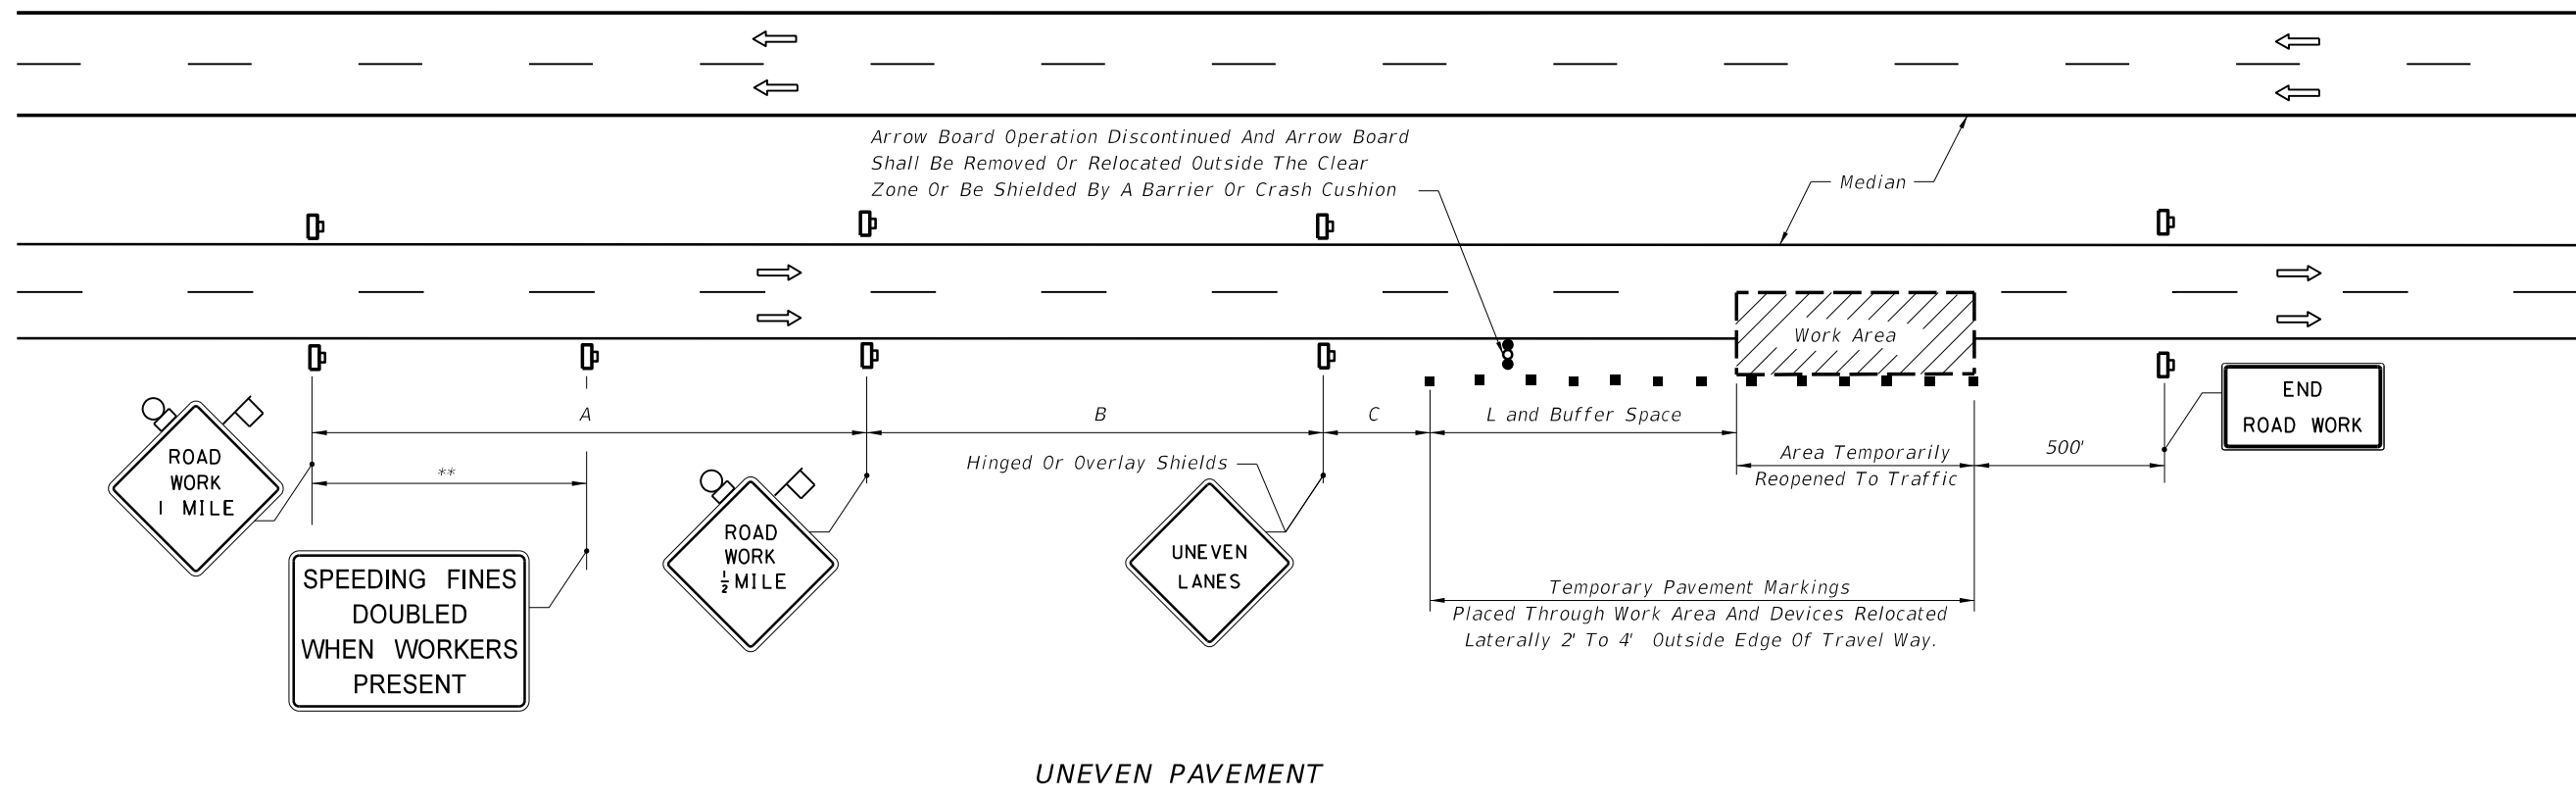 Arrow Board Operation Discontinued And Arrow Board
Shall Be Removed Or Relocated Outside The Clear
Zone Or Be Shielded By A Barrier Or Crash Cushion
Median
Work Area
A
B
C
L and Buffer Space
**
Hinged Or Overlay Shields
Area Temporarily
Reopened To Traffic
500'
END
ROAD WORK
ROAD
WORK
1 MILE
SPEEDING FINES
DOUBLED
WHEN WORKERS
PRESENT
ROAD
WORK
1/2 MILE
UNEVEN
LANES
Temporary Pavement Markings
Placed Through Work Area And Devices Relocated
Laterally 2' To 4' Outside Edge Of Travel Way.
UNEVEN PAVEMENT